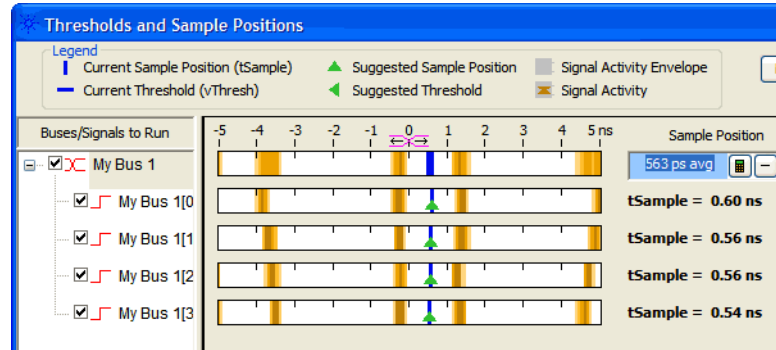 Thresholds and Sample Positions
Legend
Current Sample Position (tSample) Suggested Sample Position Signal Activity Envelope
Current Threshold (vThresh) Suggested Threshold Signal Activity
Buses/Signals to Run -5 -4 -3 -2 -1 0 1 2 3 4 5 ns Sample Position
My Bus 1 563 ps avg
My Bus 1[0 tSample = 0.60 ns
My Bus 1[1 tSample = 0.56 ns
My Bus 1[2 tSample = 0.56 ns
My Bus 1[3 tSample = 0.54 ns